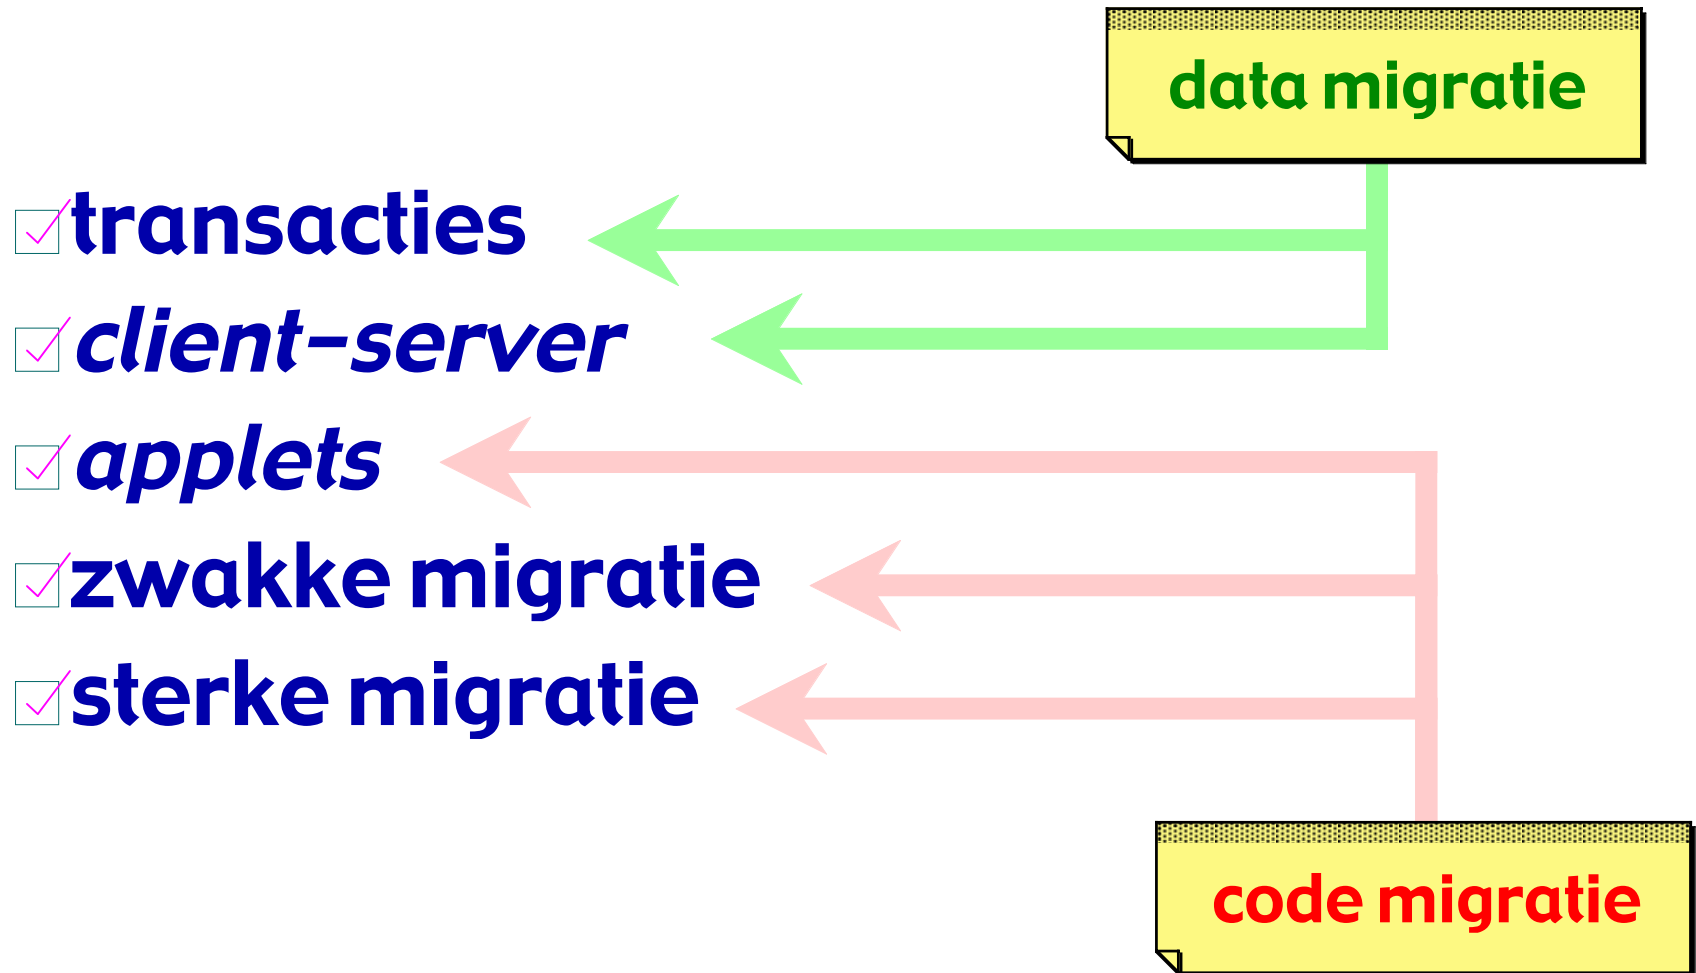 data migratie
transacties
client-server
applets
zwakke migratie
sterke migratie
code migratie